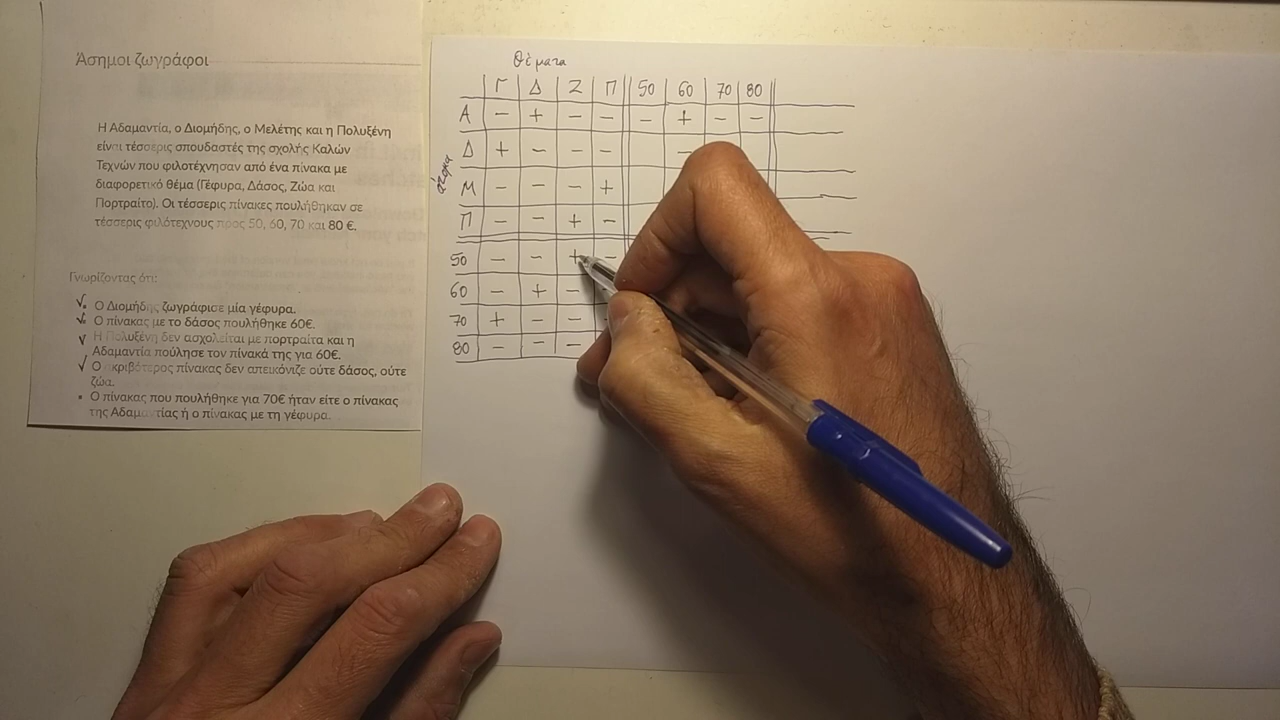 Άσημοι ζωγράφοι
Η Αδαμαντία, ο Διομήδης, ο Μελέτης και η Πολυξένη
είναι τέσσερις σπουδαστές της σχολής Καλών
Τεχνών που φιλοτέχνησαν από ένα πίνακα με
διαφορετικό θέμα (Γέφυρα, Δάσος, Ζώα και
Πορτραίτο). Οι τέσσερις πίνακες πουλήθηκαν σε
τέσσερις φιλότεχνους προς 50, 60, 70 και 80 €.
Γνωρίζοντας ότι:
✓ • Ο Διομήδης ζωγράφισε μία γέφυρα.
✓ • Ο πίνακας με το δάσος πουλήθηκε 60€.
✓ Η Πολυξένη δεν ασχολείται με πορτραίτα και η
Αδαμαντία πούλησε τον πίνακά της για 60€.
✓ Ο ακριβότερος πίνακας δεν απεικόνιζε ούτε δάσος, ούτε
ζώα.
• Ο πίνακας που πουλήθηκε για 70€ ήταν είτε ο πίνακας
της Αδαμαντίας ή ο πίνακας με τη γέφυρα.
Θέματα
Γ Δ Ζ Π 50 60 70 80
Α − + − − − + − −
Δ + − − − −
άτομα
Μ − − − +
Π − − + −
50 − − + −
60 − + −
70 + − −
80 − − −